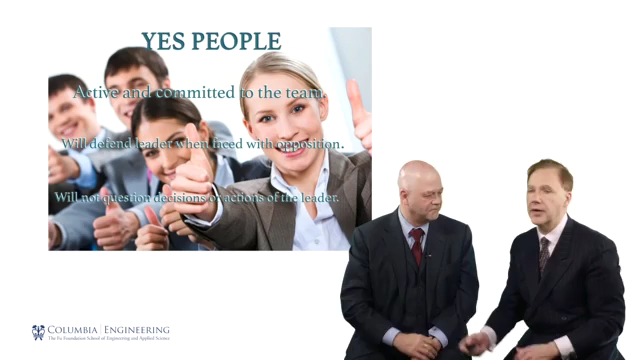 YES PEOPLE
Active and committed to the team.
Will defend leader when faced with opposition.
Will not question decisions or actions of the leader.
COLUMBIA | ENGINEERING
The Fu Foundation School of Engineering and Applied Science